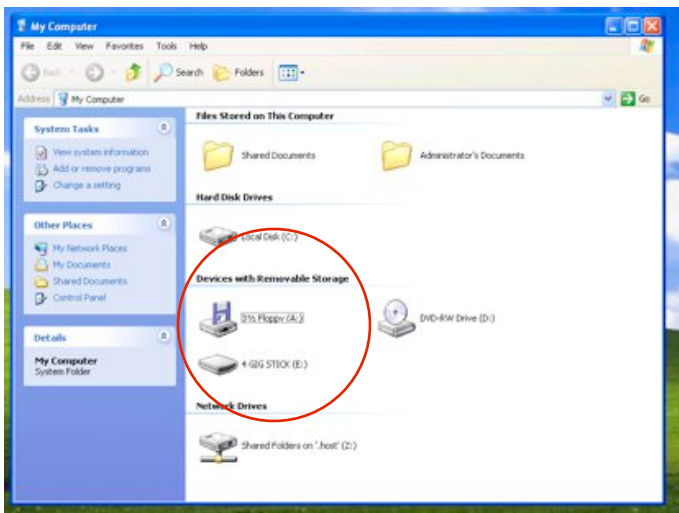 My Computer
File Edit View Favorites Tools Help
Back Search Folders
Address My Computer Go
System Tasks
View system information
Add or remove programs
Change a setting
Other Places
My Network Places
My Documents
Shared Documents
Control Panel
Details
My Computer
System Folder
Files Stored on This Computer
Shared Documents Administrator's Documents
Hard Disk Drives
Local Disk (C:)
Devices with Removable Storage
3½ Floppy (A:) DVD-RW Drive (D:)
4 GIG STICK (E:)
Network Drives
Shared Folders on '.host' (Z:)